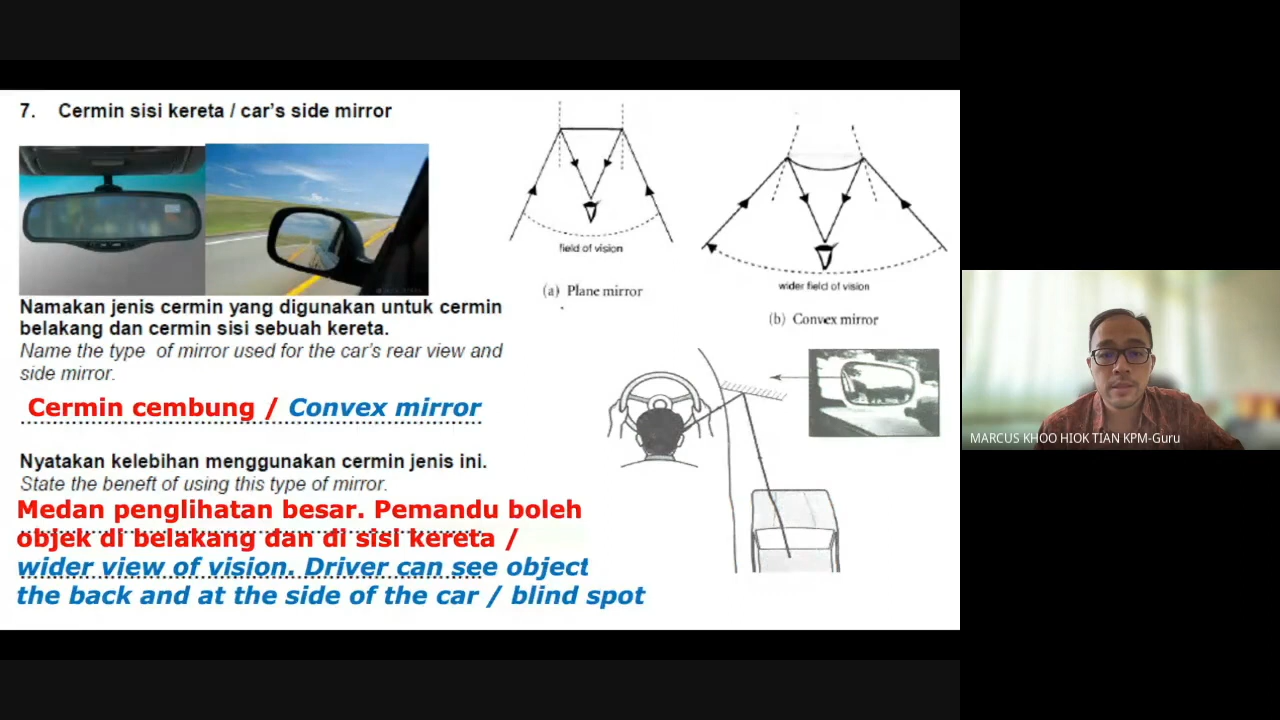 7. Cermin sisi kereta / car's side mirror
Namakan jenis cermin yang digunakan untuk cermin
belakang dan cermin sisi sebuah kereta.
Name the type of mirror used for the car's rear view and
side mirror.
Cermin cembung / Convex mirror
Nyatakan kelebihan menggunakan cermin jenis ini.
State the beneft of using this type of mirror.
Medan penglihatan besar. Pemandu boleh
objek di belakang dan di sisi kereta /
wider view of vision. Driver can see object
the back and at the side of the car / blind spot
field of vision
(a) Plane mirror
wider field of vision
(b) Convex mirror
MARCUS KHOO HIOK TIAN KPM-Guru